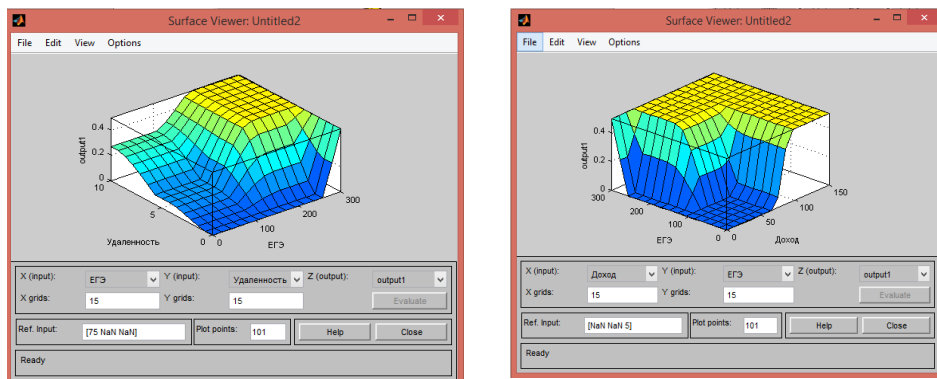 Surface Viewer: Untitled2
File Edit View Options
output1
0.4
0.2
0
10
5
0
0
100
200
300
Удаленность
ЕГЭ
X (input): ЕГЭ Y (input): Удаленность Z (output): output1
X grids: 15 Y grids: 15 Evaluate
Ref. Input: [75 NaN NaN] Plot points: 101 Help Close
Ready
Surface Viewer: Untitled2
File Edit View Options
output1
0.4
0.2
0
300
200
100
0
0
50
100
150
ЕГЭ
Доход
X (input): Доход Y (input): ЕГЭ Z (output): output1
X grids: 15 Y grids: 15 Evaluate
Ref. Input: [NaN NaN 5] Plot points: 101 Help Close
Ready